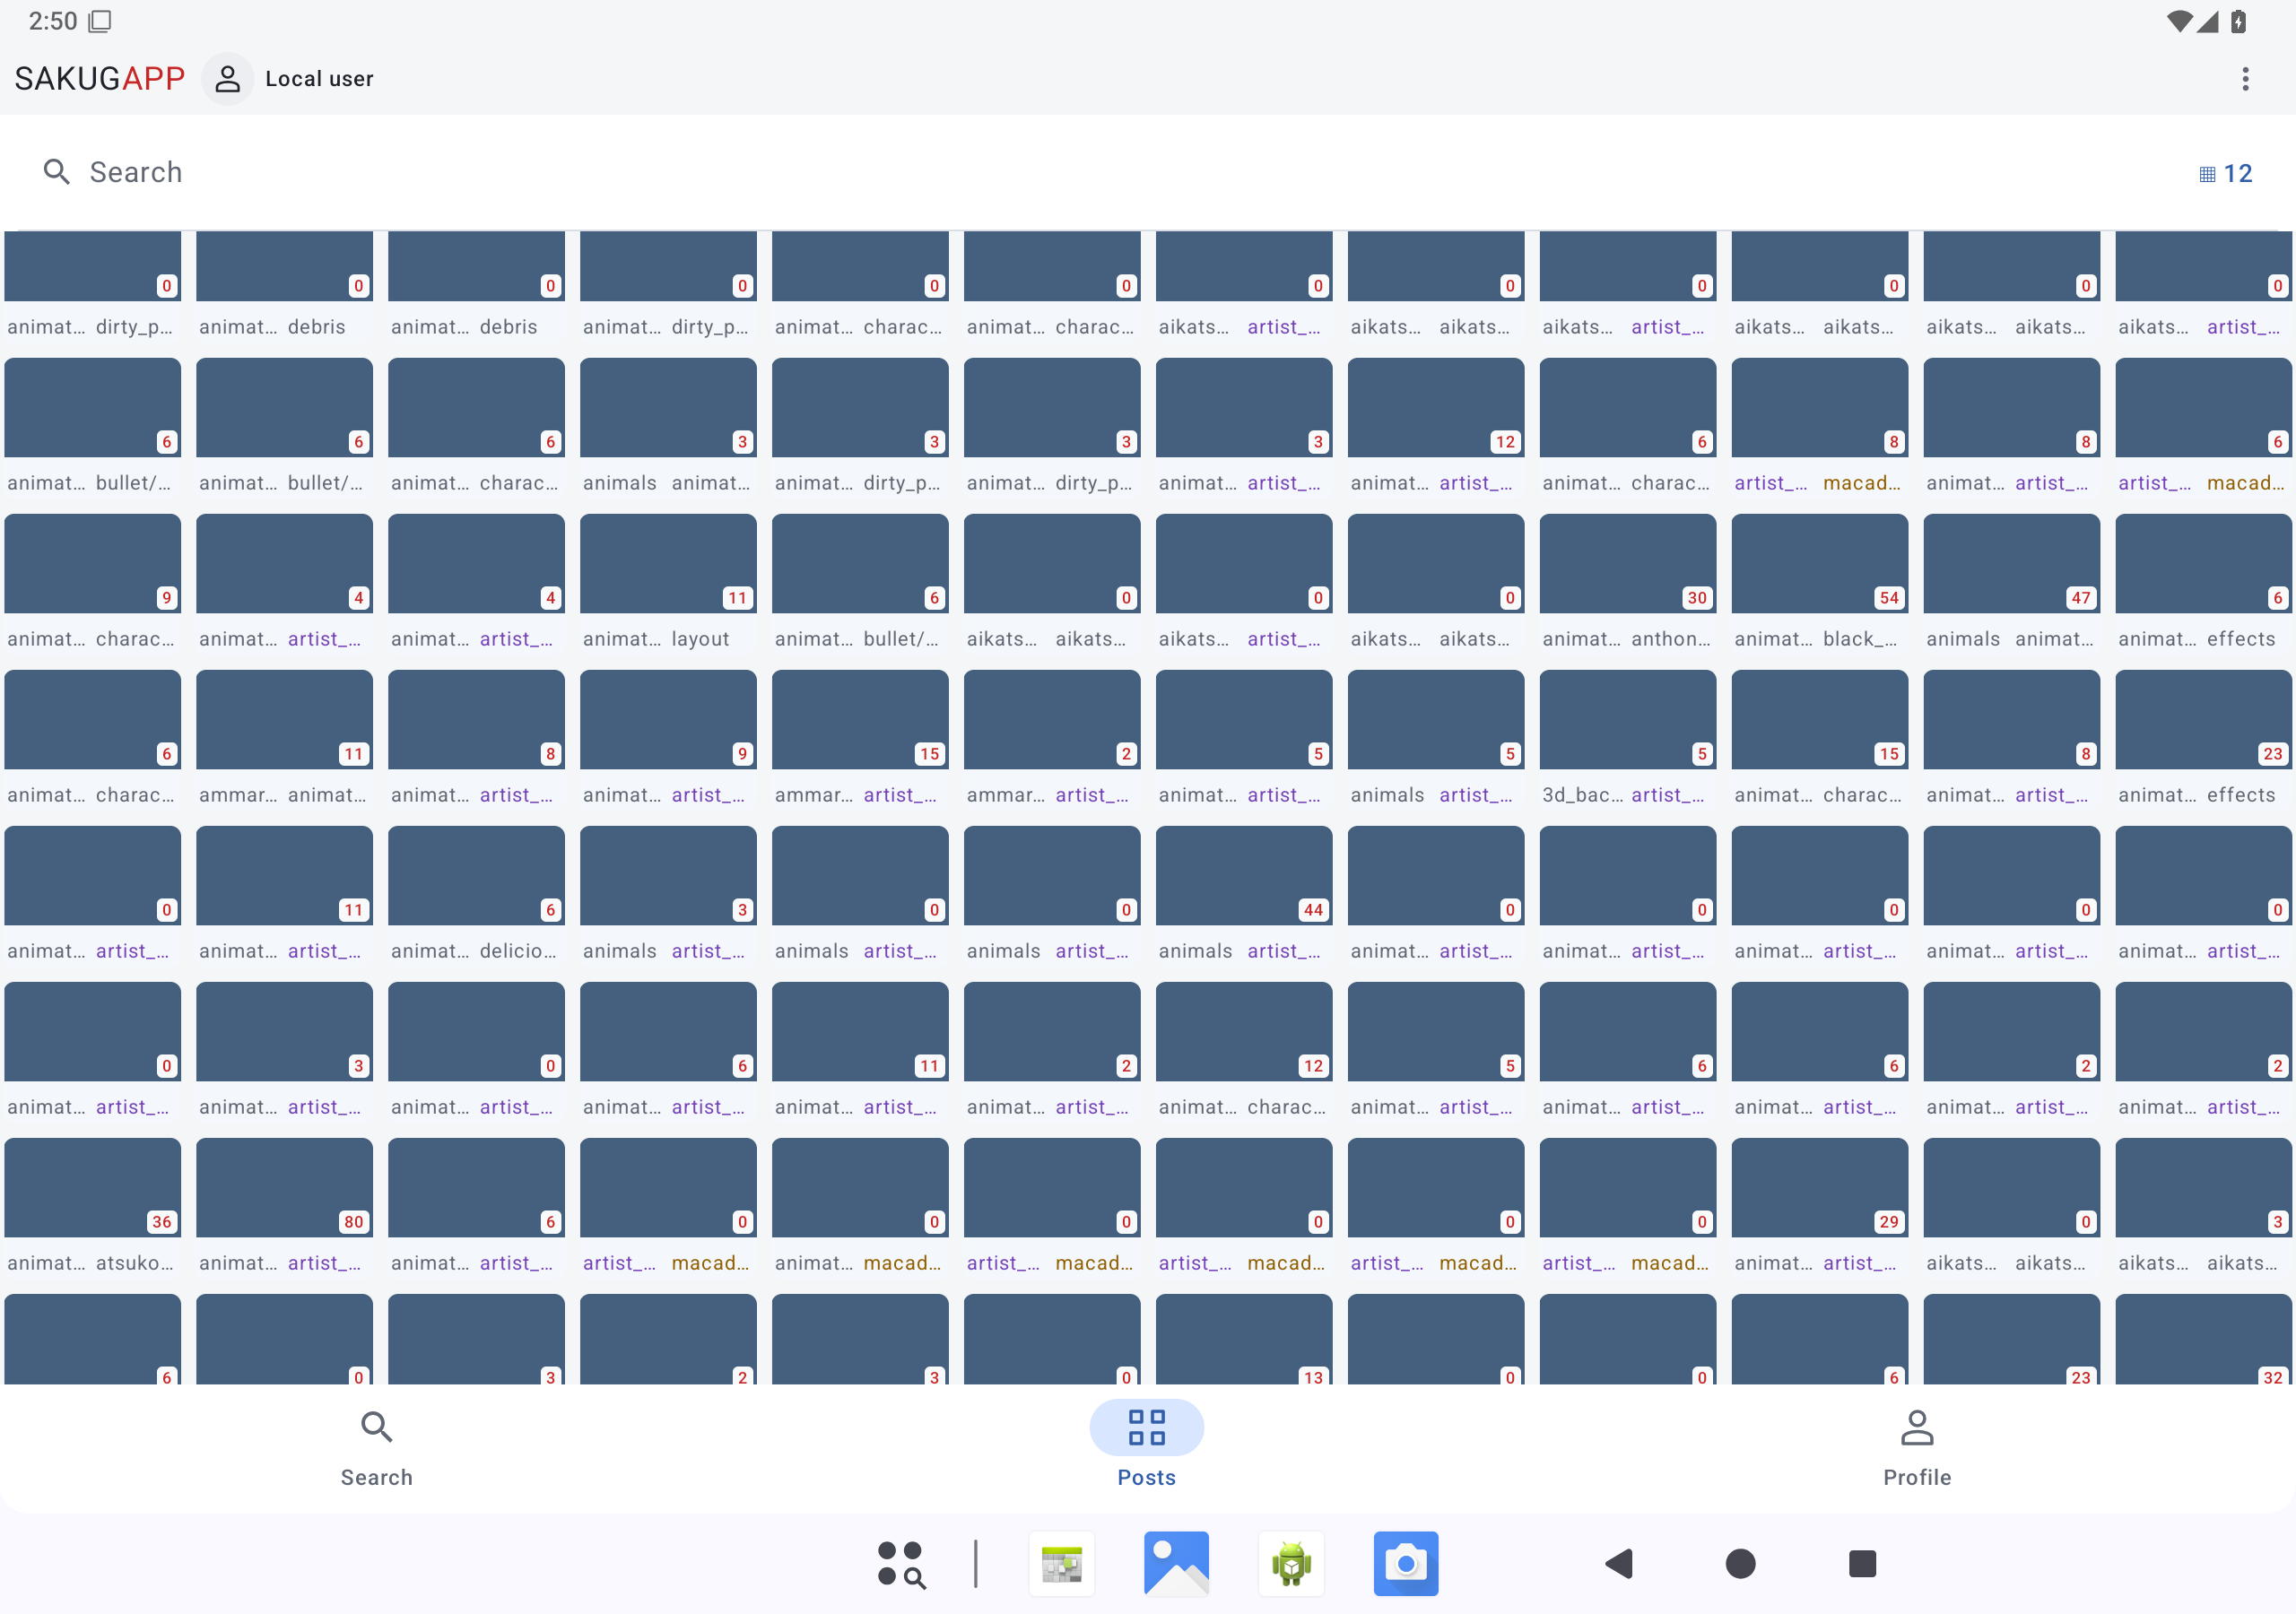 2:50
SAKUGAPP Local user
Search 12
0 0 0 0 0 0 0 0 0 0 0 0
animat... dirty_p... animat... debris animat... debris animat... dirty_p... animat... charac... animat... charac... aikats... artist_... aikats... aikats... aikats... artist_... aikats... aikats... aikats... aikats... aikats... artist_...
6 6 6 3 3 3 3 12 6 8 8 6
animat... bullet/... animat... bullet/... animat... charac... animals animat... animat... dirty_p... animat... dirty_p... animat... artist_... animat... artist_... animat... charac... artist_... macad... animat... artist_... artist_... macad...
9 4 4 11 6 0 0 0 30 54 47 6
animat... charac... animat... artist_... animat... artist_... animat... layout animat... bullet/... aikats... aikats... aikats... artist_... aikats... aikats... animat... anthon... animat... black_... animals animat... animat... effects
6 11 8 9 15 2 5 5 5 15 8 23
animat... charac... ammar... animat... animat... artist_... animat... artist_... ammar... artist_... ammar... artist_... animat... artist_... animals artist_... 3d_bac... artist_... animat... charac... animat... artist_... animat... effects
0 11 6 3 0 0 44 0 0 0 0 0
animat... artist_... animat... artist_... animat... delicio... animals artist_... animals artist_... animals artist_... animals artist_... animat... artist_... animat... artist_... animat... artist_... animat... artist_... animat... artist_...
0 3 0 6 11 2 12 5 6 6 2 2
animat... artist_... animat... artist_... animat... artist_... animat... artist_... animat... artist_... animat... artist_... animat... charac... animat... artist_... animat... artist_... animat... artist_... animat... artist_... animat... artist_...
36 80 6 0 0 0 0 0 0 29 0 3
animat... atsuko... animat... artist_... animat... artist_... artist_... macad... animat... macad... artist_... macad... artist_... macad... artist_... macad... artist_... macad... animat... artist_... aikats... aikats... aikats... aikats...
6 0 3 2 3 0 13 0 0 6 23 32
Search Posts Profile